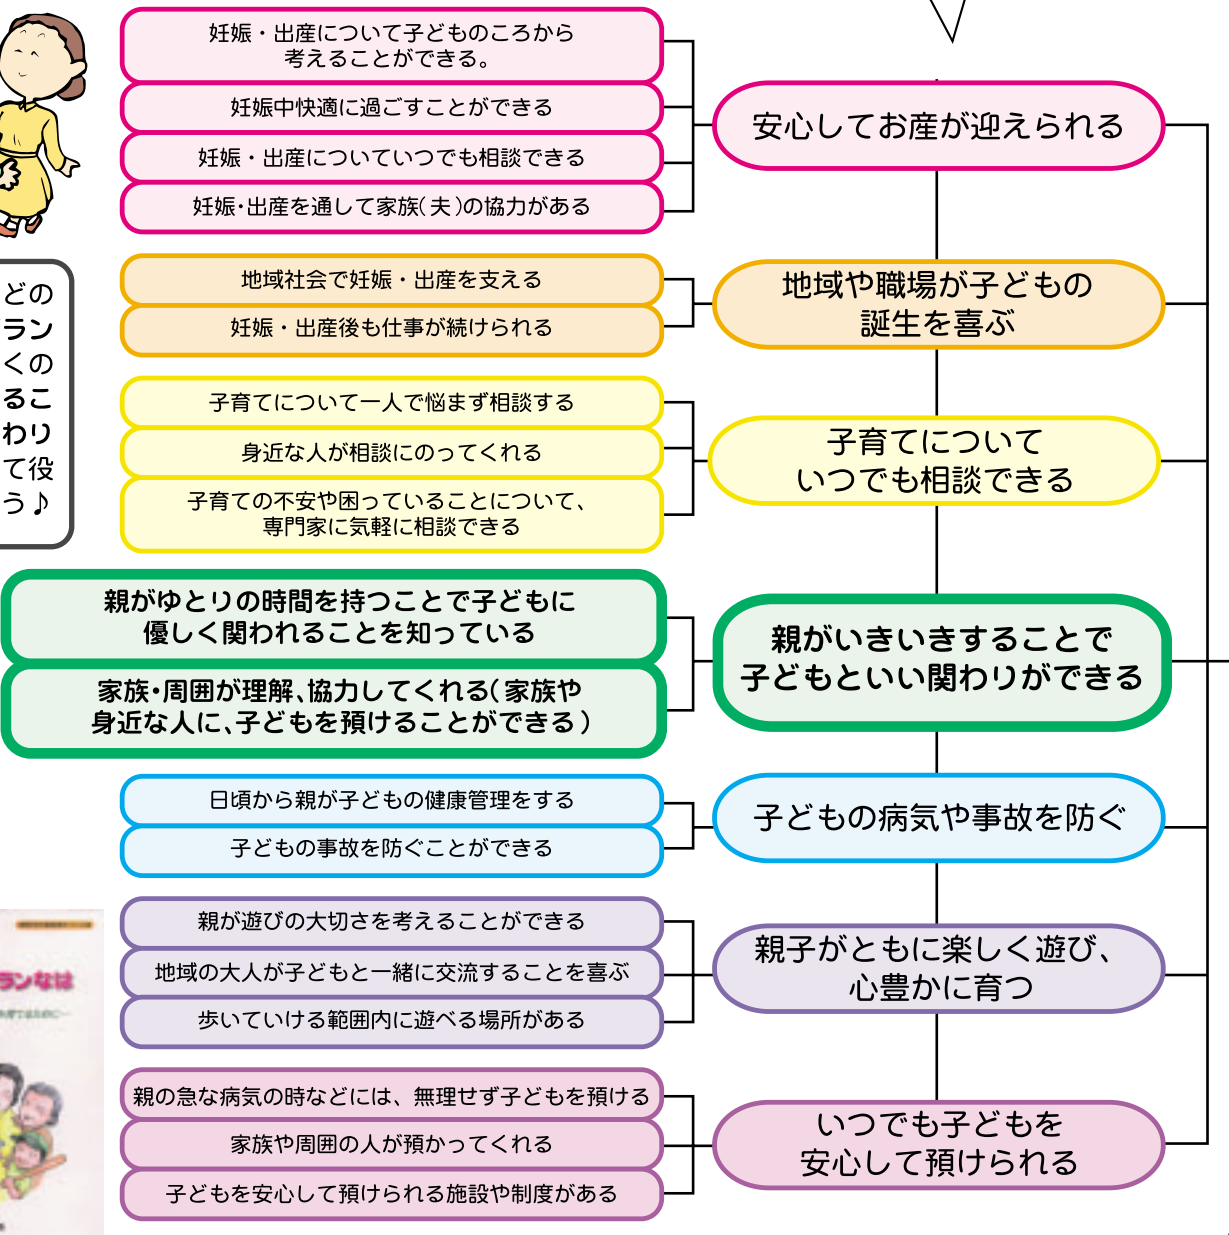 妊娠・出産について子どものころから
考えることができる。
妊娠中快適に過ごすことができる
妊娠・出産についていつでも相談できる
妊娠・出産を通して家族(夫)の協力がある
安心してお産が迎えられる
地域社会で妊娠・出産を支える
妊娠・出産後も仕事が続けられる
地域や職場が子どもの
誕生を喜ぶ
どの
ラン
くの
るこ
わり
て役
う♪
子育てについて一人で悩まず相談する
身近な人が相談にのってくれる
子育ての不安や困っていることについて、
専門家に気軽に相談できる
子育てについて
いつでも相談できる
親がゆとりの時間を持つことで子どもに
優しく関われることを知っている
家族・周囲が理解、協力してくれる(家族や
身近な人に、子どもを預けることができる)
親がいきいきすることで
子どもといい関わりができる
日頃から親が子どもの健康管理をする
子どもの事故を防ぐことができる
子どもの病気や事故を防ぐ
親が遊びの大切さを考えることができる
地域の大人が子どもと一緒に交流することを喜ぶ
歩いていける範囲内に遊べる場所がある
親子がともに楽しく遊び、
心豊かに育つ
ランなは
親の急な病気の時などには、無理せず子どもを預ける
家族や周囲の人が預かってくれる
子どもを安心して預けられる施設や制度がある
いつでも子どもを
安心して預けられる